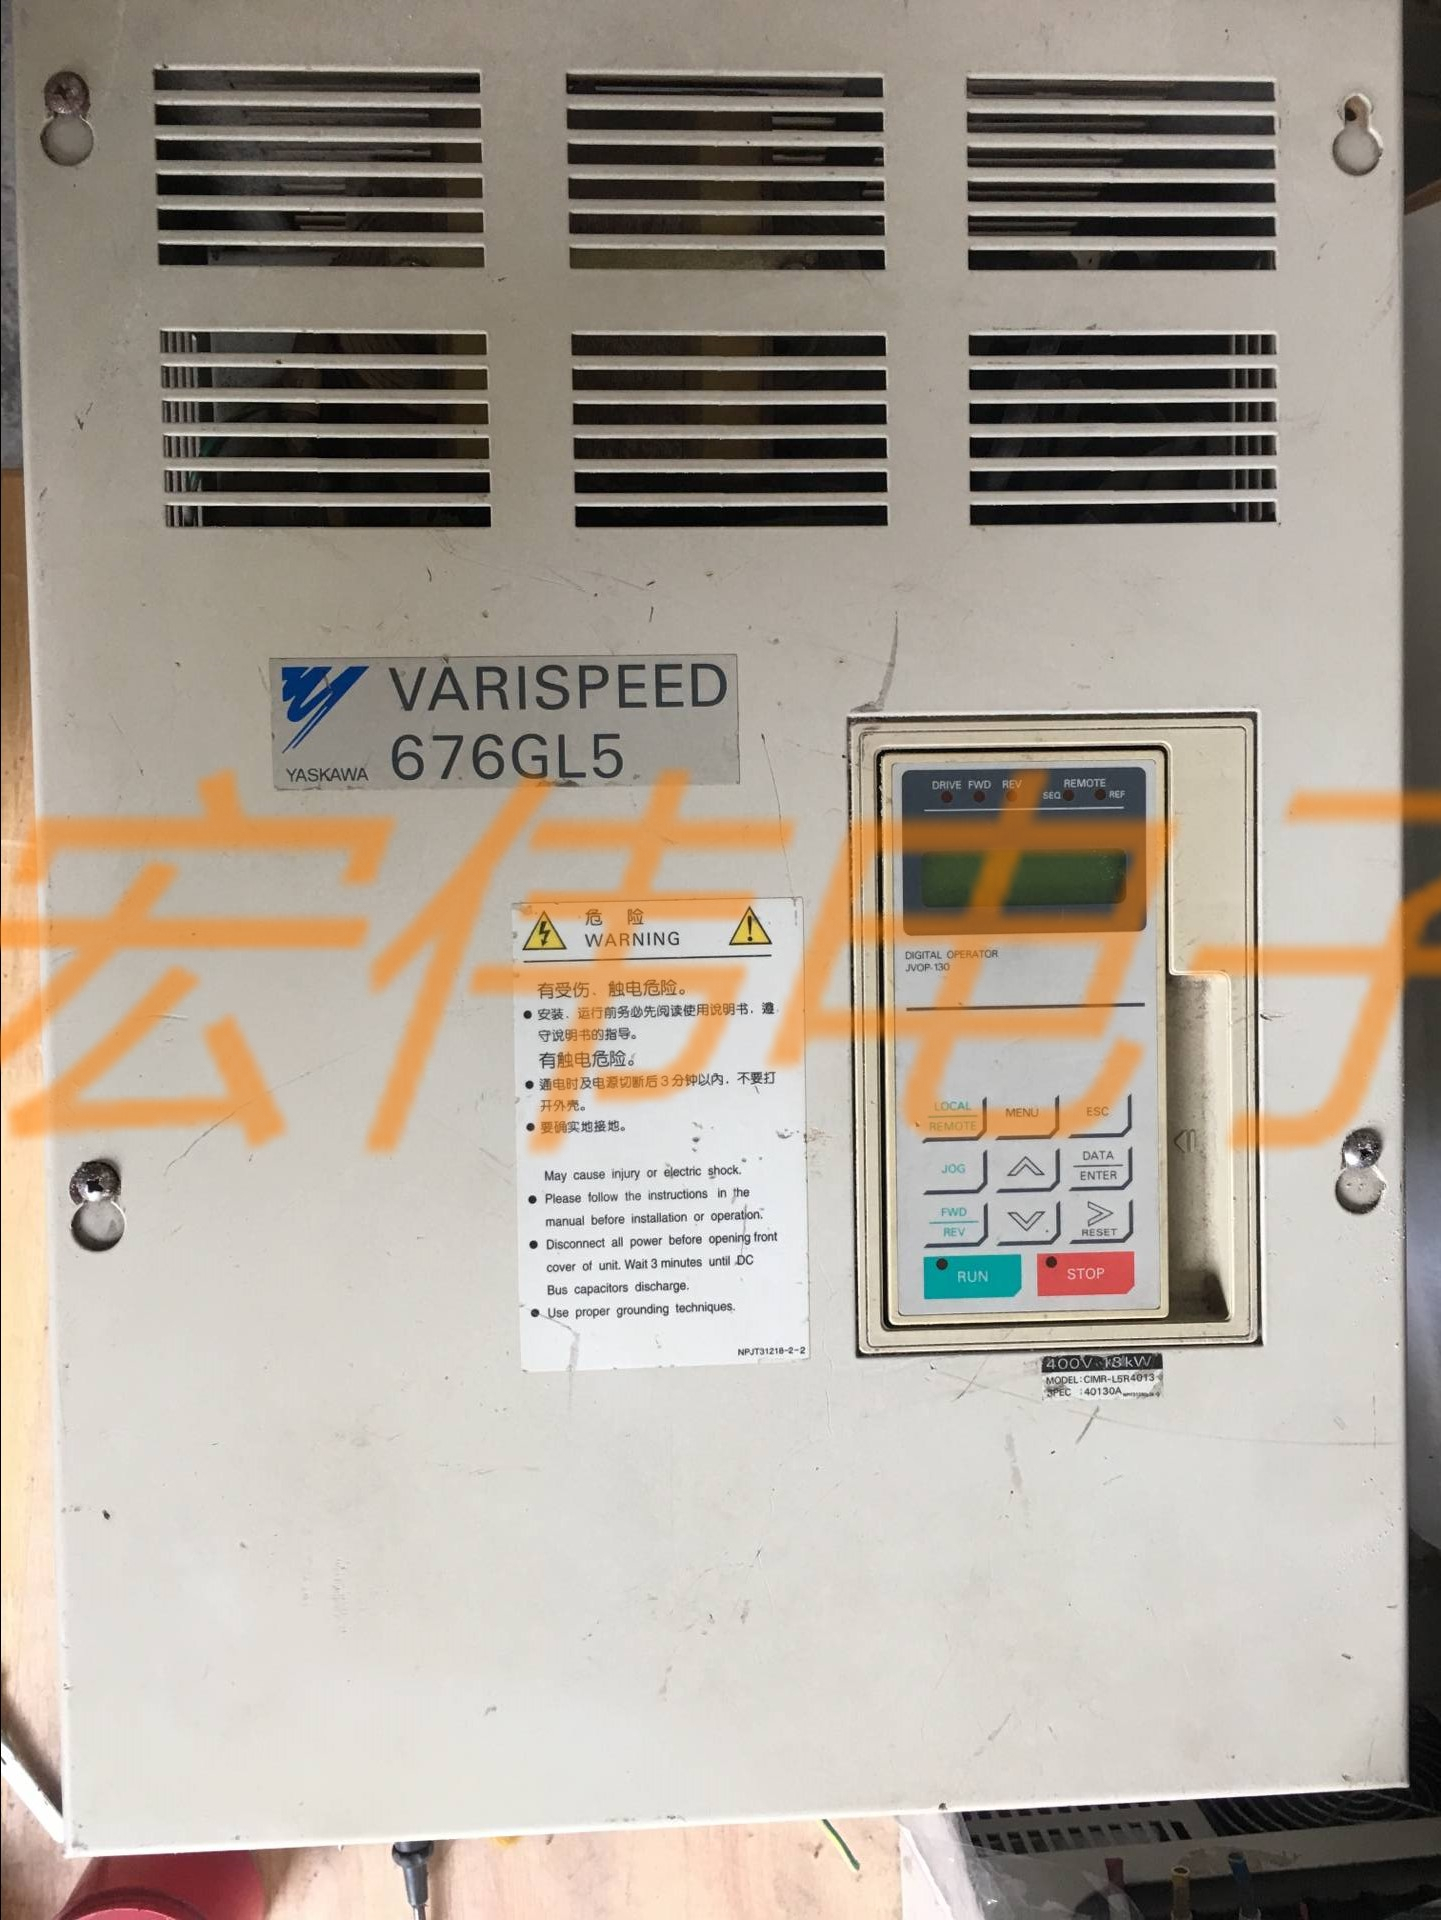 VARISPEED
676GL5
YASKAWA
DRIVE FWD REV REMOTE
SEQ REF
宏伟电子
危 险
WARNING
DIGITAL OPERATOR
JVOP-130
有受伤、触电危险。
● 安装、运行前务必先阅读使用说明书，遵
守说明书的指导。
有触电危险。
● 通电时及电源切断后3分钟以内，不要打
开外壳。
● 要确实地接地。
May cause injury or electric shock.
● Please follow the instructions in the
manual before installation or operation.
● Disconnect all power before opening front
cover of unit. Wait 3 minutes until DC
Bus capacitors discharge.
● Use proper grounding techniques.
NPJT31218-2-2
LOCAL
REMOTE
MENU
ESC
JOG
DATA
ENTER
FWD
REV
RESET
RUN
STOP
400V 18kW
MODEL: CIMR-L5R4013
SPEC : 40130A